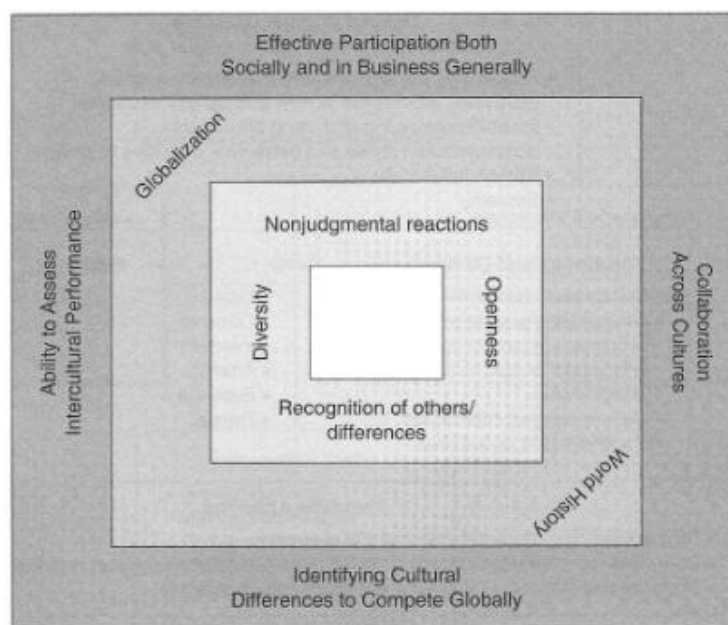 Effective Participation Both
Socially and in Business Generally
Globalization
Nonjudgmental reactions
Ability to Assess
Intercultural Performance
Diversity
Openness
Collaboration
Across Cultures
Recognition of others/
differences
World History
Identifying Cultural
Differences to Compete Globally